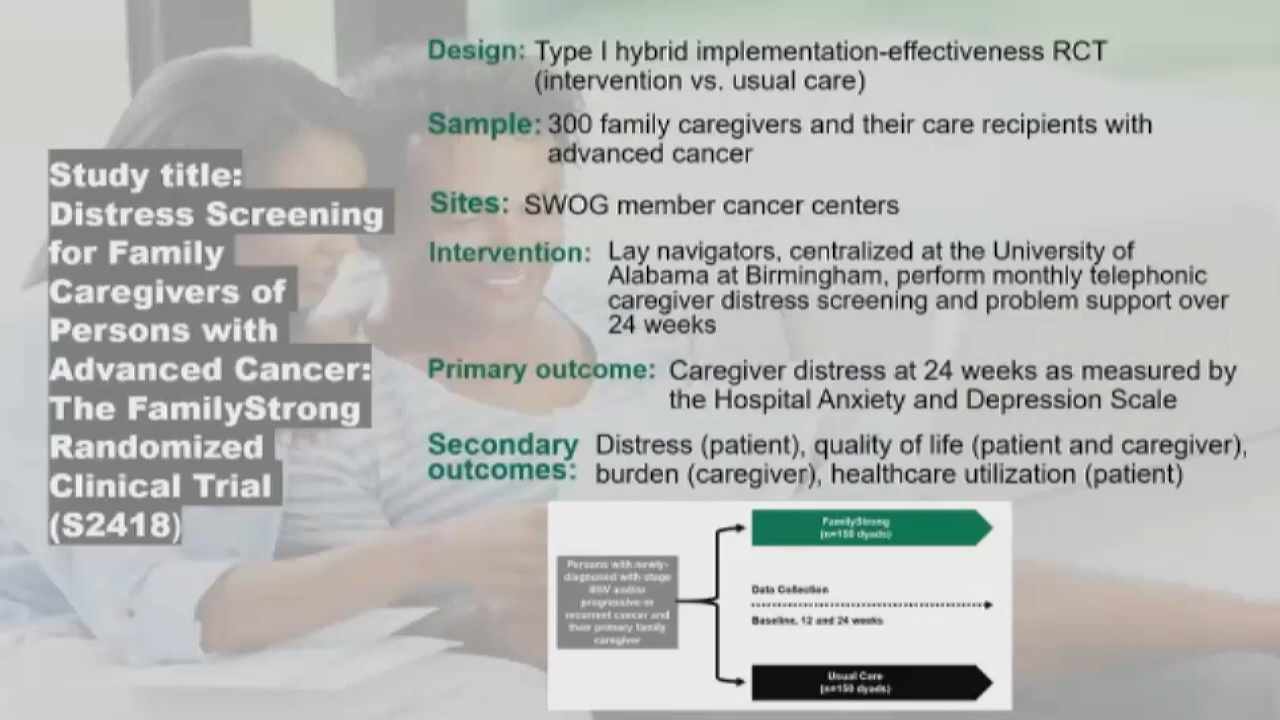 Study title:
Distress Screening
for Family
Caregivers of
Persons with
Advanced Cancer:
The FamilyStrong
Randomized
Clinical Trial
(S2418)
Design: Type I hybrid implementation-effectiveness RCT
(intervention vs. usual care)
Sample: 300 family caregivers and their care recipients with
advanced cancer
Sites: SWOG member cancer centers
Intervention: Lay navigators, centralized at the University of
Alabama at Birmingham, perform monthly telephonic
caregiver distress screening and problem support over
24 weeks
Primary outcome: Caregiver distress at 24 weeks as measured by
the Hospital Anxiety and Depression Scale
Secondary outcomes: Distress (patient), quality of life (patient and caregiver),
burden (caregiver), healthcare utilization (patient)
Persons with newly-
diagnosed with stage
III/IV and/or
progressive or
recurrent cancer and
their primary family
caregiver
FamilyStrong
(n=150 dyads)
Data Collection
Baseline, 12 and 24 weeks
Usual Care
(n=150 dyads)